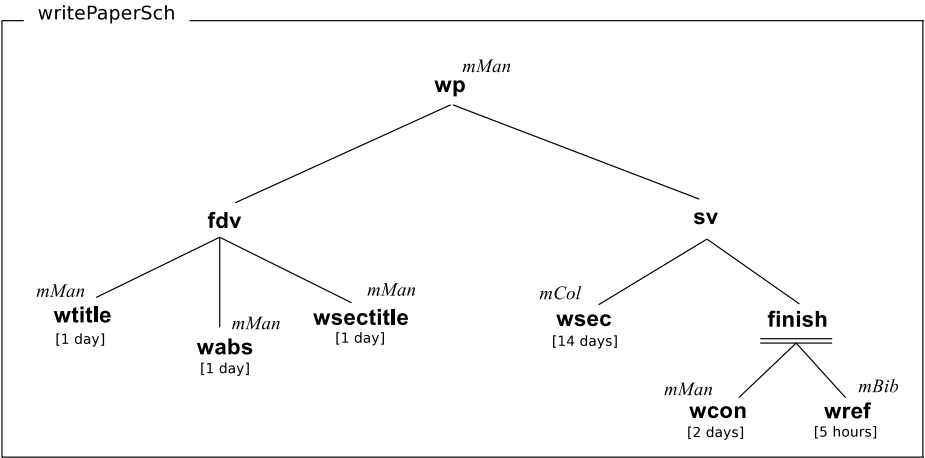 writePaperSch
mMan
wp
fdv
sv
mMan
wtitle
[1 day]
mMan
wabs
[1 day]
mMan
wsectitle
[1 day]
mCol
wsec
[14 days]
finish
mMan
wcon
[2 days]
mBib
wref
[5 hours]